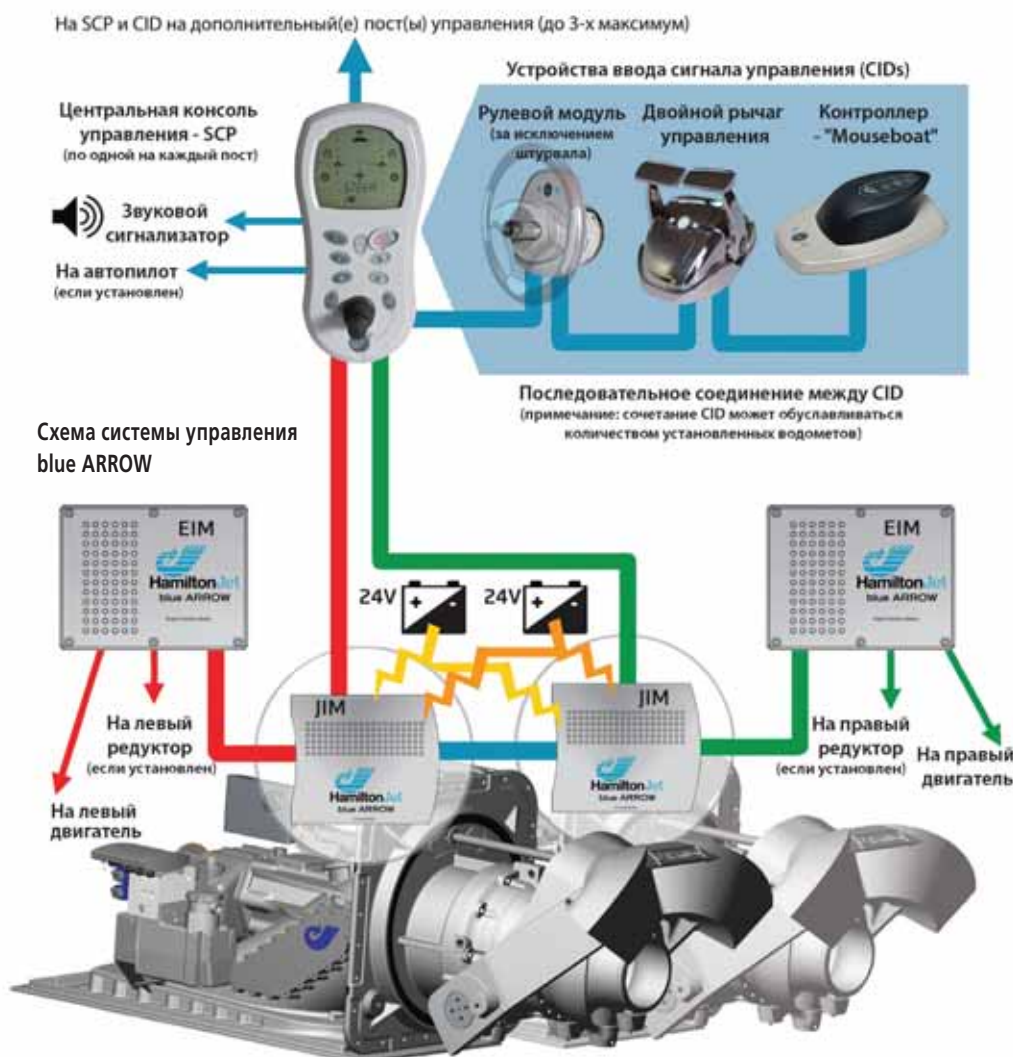 На SCP и CID на дополнительный(е) пост(ы) управления (до 3-х максимум)
Устройства ввода сигнала управления (CIDs)
Центральная консоль
управления - SCP
(по одной на каждый пост)
Рулевой модуль
(за исключением
штурвала)
Двойной рычаг
управления
Контроллер
- "Mouseboat"
Звуковой
сигнализатор
На автопилот
(если установлен)
Последовательное соединение между CID
(примечание: сочетание CID может обуславливаться
количеством установленных водометов)
Схема системы управления
blue ARROW
EIM
HamiltonJet
blue ARROW
EIM
HamiltonJet
blue ARROW
24V
24V
+ -
+ -
JIM
HamiltonJet
blue ARROW
JIM
HamiltonJet
blue ARROW
На левый
редуктор
(если установлен)
На левый
двигатель
На правый
редуктор
(если установлен)
На правый
двигатель